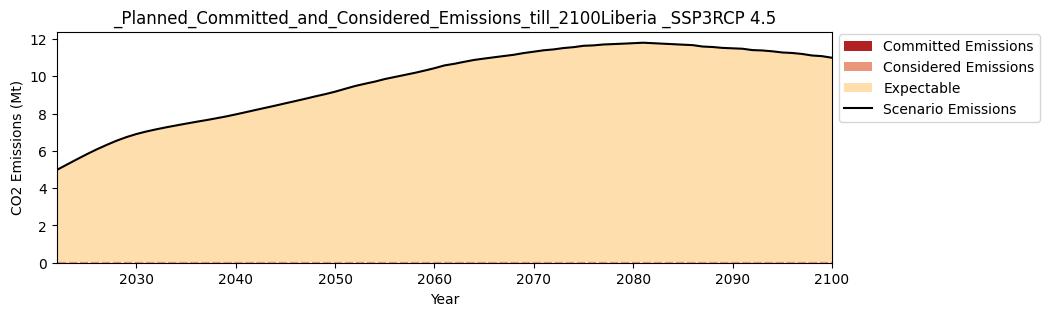 _Planned_Committed_and_Considered_Emissions_till_2100Liberia _SSP3RCP 4.5
CO2 Emissions (Mt)
12
10
8
6
4
2
0
2030 2040 2050 2060 2070 2080 2090 2100
Year
Committed Emissions
Considered Emissions
Expectable
Scenario Emissions